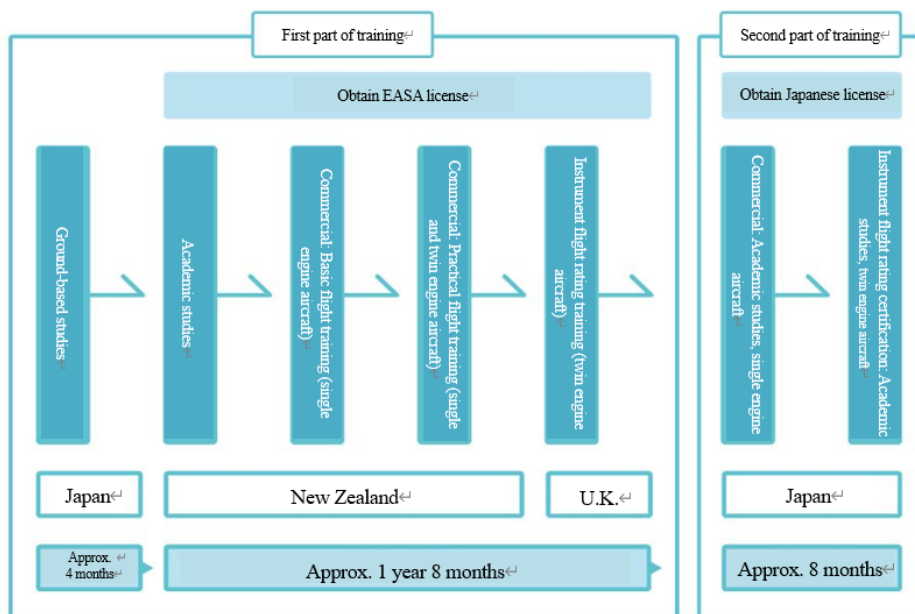 First part of training
Second part of training
Obtain EASA license
Obtain Japanese license
Ground-based studies
Academic studies
Commercial: Basic flight training (single
engine aircraft)
Commercial: Practical flight training (single
and twin engine aircraft)
Instrument flight rating training (twin engine
aircraft)
Commercial: Academic studies, single engine
aircraft
Instrument flight rating certification: Academic
studies, twin engine aircraft
Japan
New Zealand
U.K.
Japan
Approx.
4 months
Approx. 1 year 8 months
Approx. 8 months